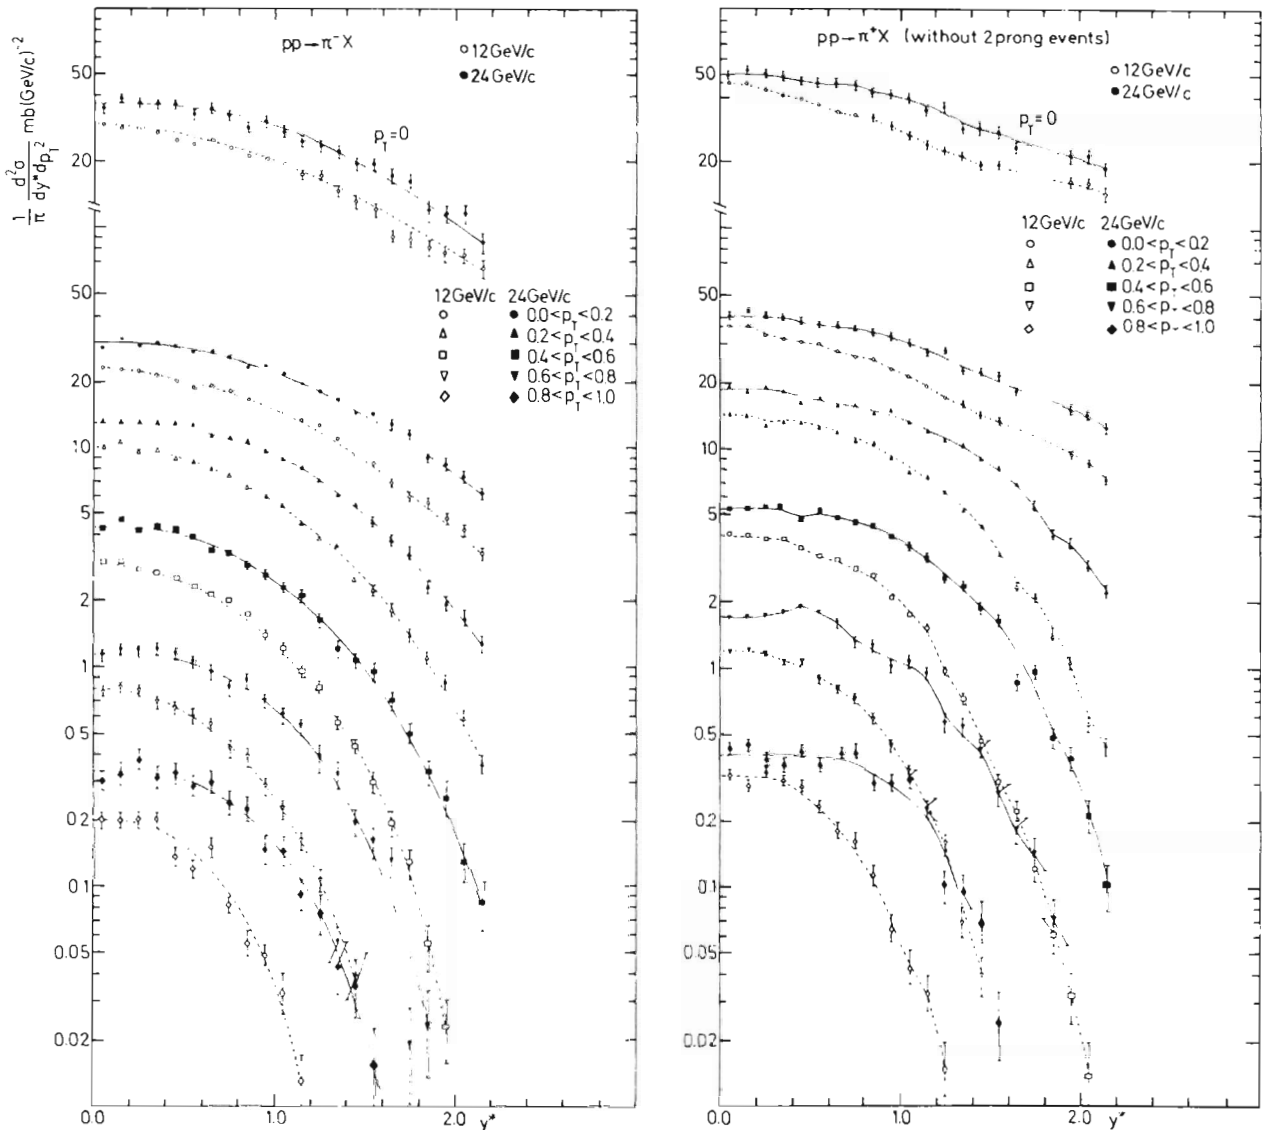 1/π d²σ/dy*dp_T² mb(GeV/c)⁻²
pp→π⁻X
○ 12GeV/c
● 24GeV/c
p_T=0
12GeV/c 24GeV/c
○ ● 0.0<p_T<0.2
△ ▲ 0.2<p_T<0.4
□ ■ 0.4<p_T<0.6
▽ ▼ 0.6<p_T<0.8
◇ ◆ 0.8<p_T<1.0
50
20
50
20
10
5
2
1
0.5
0.2
0.1
0.05
0.02
0.0 1.0 2.0
y*
pp→π⁺X (without 2prong events)
○ 12GeV/c
● 24GeV/c
p_T=0
12GeV/c 24GeV/c
○ ● 0.0<p_T<0.2
△ ▲ 0.2<p_T<0.4
□ ■ 0.4<p_T<0.6
▽ ▼ 0.6<p_T<0.8
◇ ◆ 0.8<p_T<1.0
50
20
50
20
10
5
2
1
0.5
0.2
0.1
0.05
0.02
0.0 1.0 2.0
y*